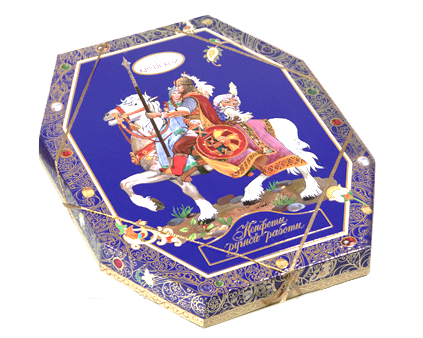 Конфеты
ручной работы